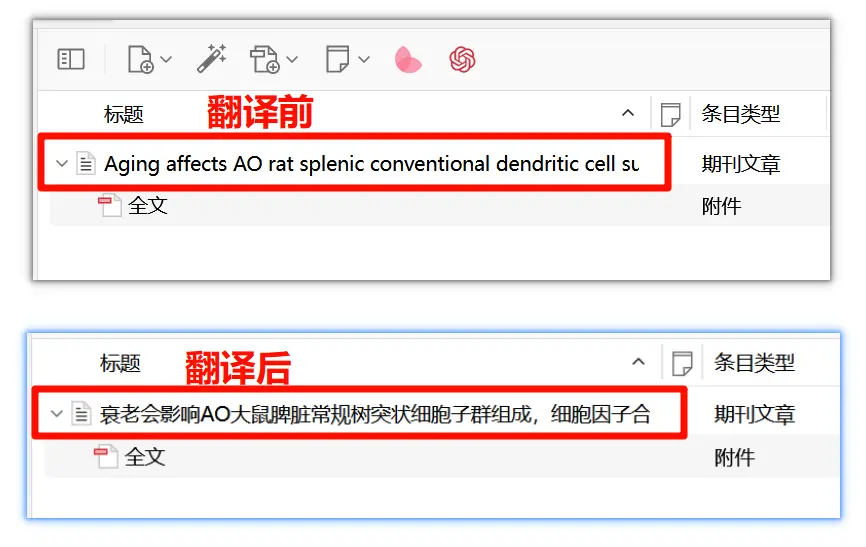 标题 翻译前 条目类型
Aging affects AO rat splenic conventional dendritic cell su
期刊文章
全文 附件
标题 翻译后 条目类型
衰老会影响AO大鼠脾脏常规树突状细胞子群组成，细胞因子合
期刊文章
全文 附件